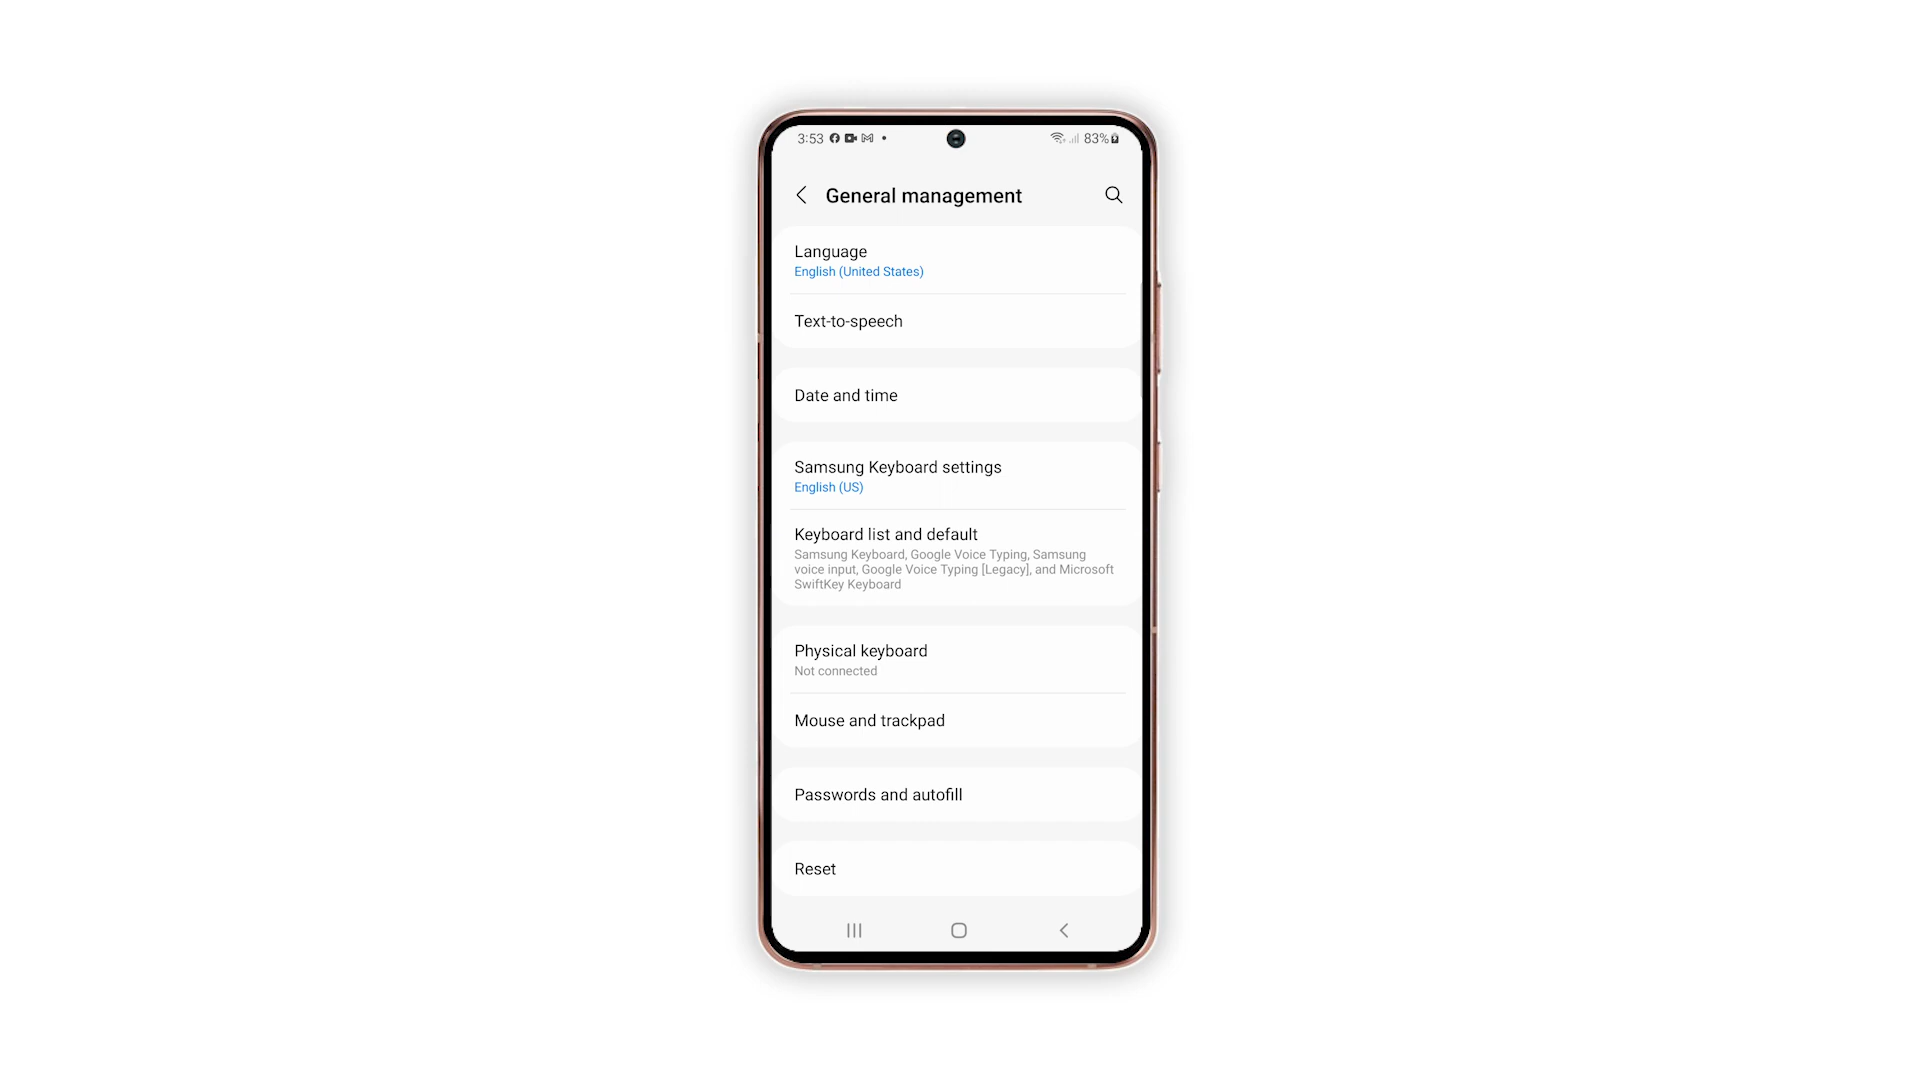 3:53 83%
General management
Language
English (United States)
Text-to-speech
Date and time
Samsung Keyboard settings
English (US)
Keyboard list and default
Samsung Keyboard, Google Voice Typing, Samsung
voice input, Google Voice Typing [Legacy], and Microsoft
SwiftKey Keyboard
Physical keyboard
Not connected
Mouse and trackpad
Passwords and autofill
Reset